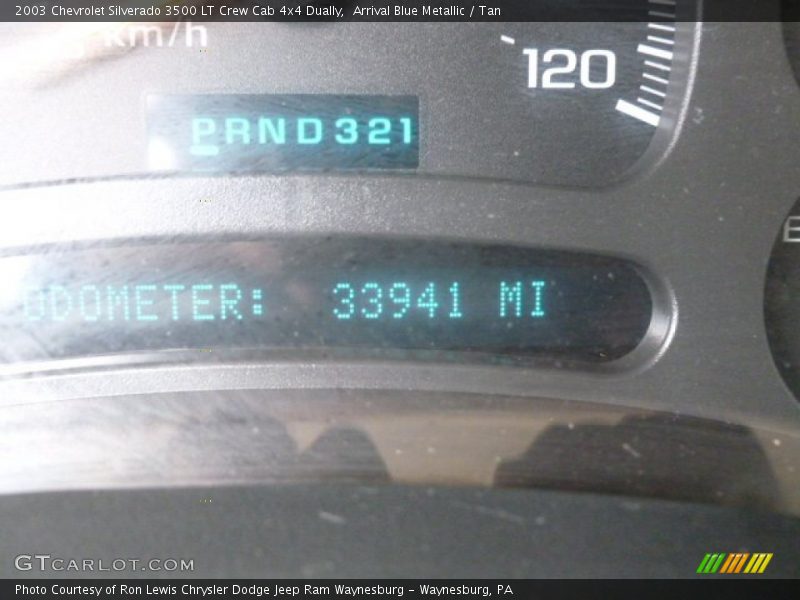 2003 Chevrolet Silverado 3500 LT Crew Cab 4x4 Dually, Arrival Blue Metallic / Tan
km/h
120
PRND321
ODOMETER: 33941 MI
E
GTCARLOT.COM
Photo Courtesy of Ron Lewis Chrysler Dodge Jeep Ram Waynesburg - Waynesburg, PA